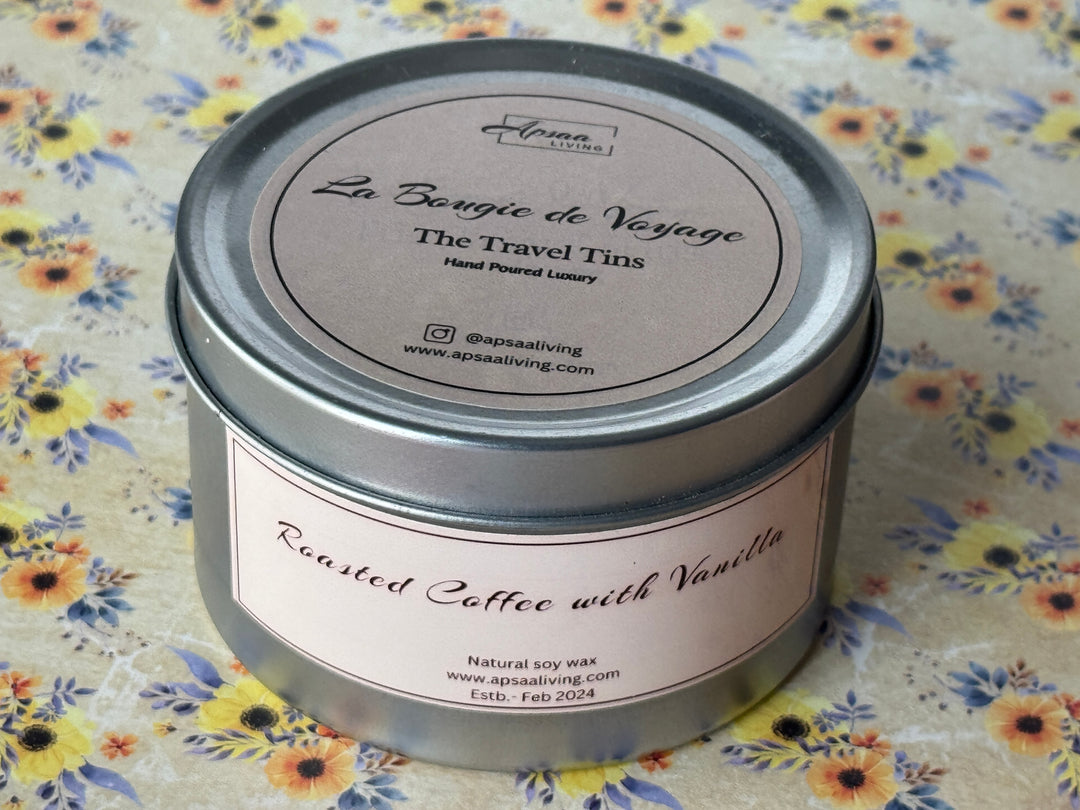 Apsaa
LIVING
La Bougie de Voyage
The Travel Tins
Hand Poured Luxury
@apsaaliving
www.apsaaliving.com
Roasted Coffee with Vanilla
Natural soy wax
www.apsaaliving.com
Estb.- Feb 2024